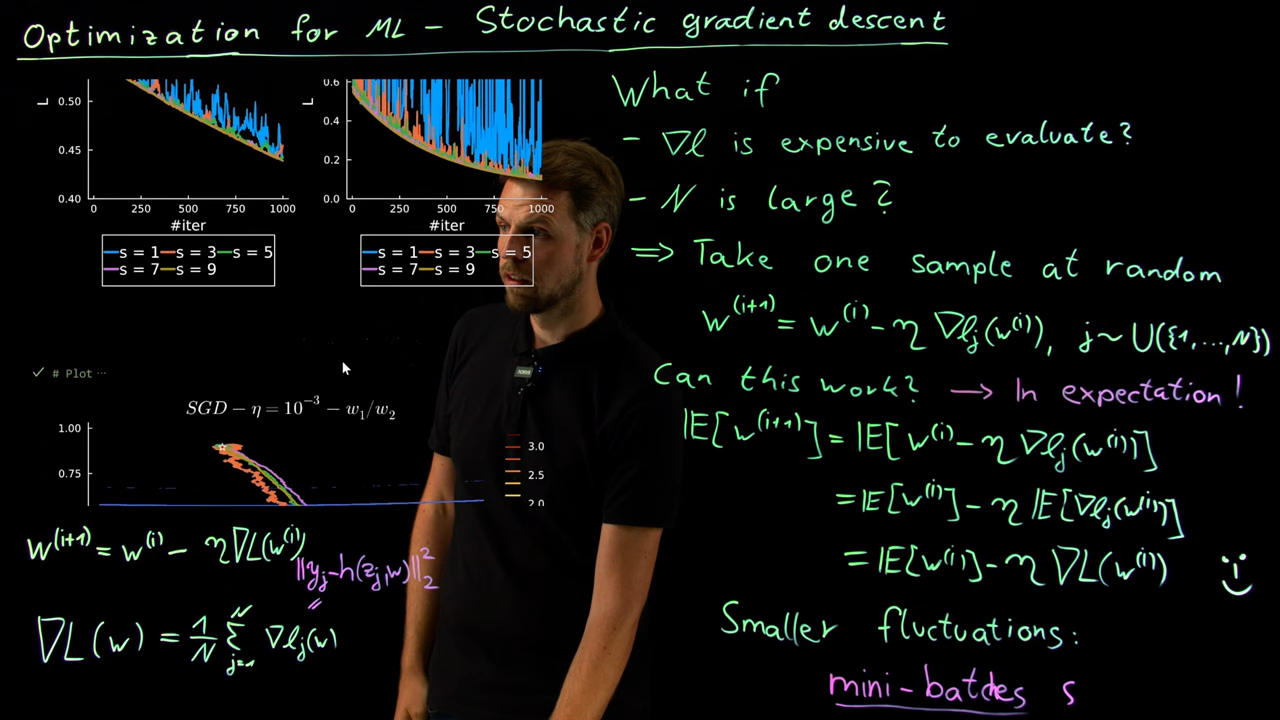 Optimization for ML - Stochastic gradient descent
L 0.50 0.45 0.40
0 250 500 750 1000
#iter
s = 1 s = 3 s = 5
s = 7 s = 9
L 0.6 0.4 0.2 0.0
0 250 500 750 1000
#iter
s = 1 s = 3 s = 5
s = 7 s = 9
✓ # Plot ...
SGD − η = 10⁻³ − w₁/w₂
1.00
0.75
3.0
2.5
2.0
w^(i+1) = w^(i) − η∇L(w^(i))
||y_j − h(z_j, w)||₂²
∇L(w) = 1/N Σ_{j=1}^N ∇ℓ_j(w)
What if
- ∇ℓ is expensive to evaluate?
- N is large?
=> Take one sample at random
w^(i+1) = w^(i) − η ∇ℓ_j(w^(i)), j ~ U({1,...,N})
Can this work? → In expectation!
𝔼[w^(i+1)] = 𝔼[w^(i) − η ∇ℓ_j(w^(i))]
= 𝔼[w^(i)] − η 𝔼[∇ℓ_j(w^(i))]
= 𝔼[w^(i)] − η ∇L(w^(i))
Smaller fluctuations:
mini-batches s